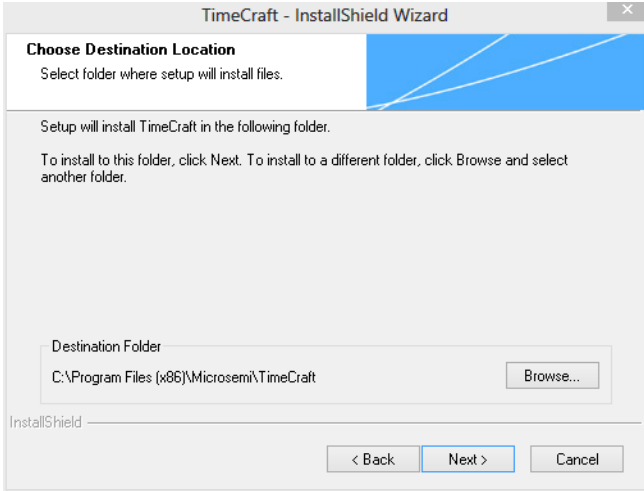 TimeCraft - InstallShield Wizard
Choose Destination Location
Select folder where setup will install files.
Setup will install TimeCraft in the following folder.
To install to this folder, click Next. To install to a different folder, click Browse and select
another folder.
Destination Folder
C:\Program Files (x86)\Microsemi\TimeCraft
Browse...
InstallShield
< Back
Next >
Cancel